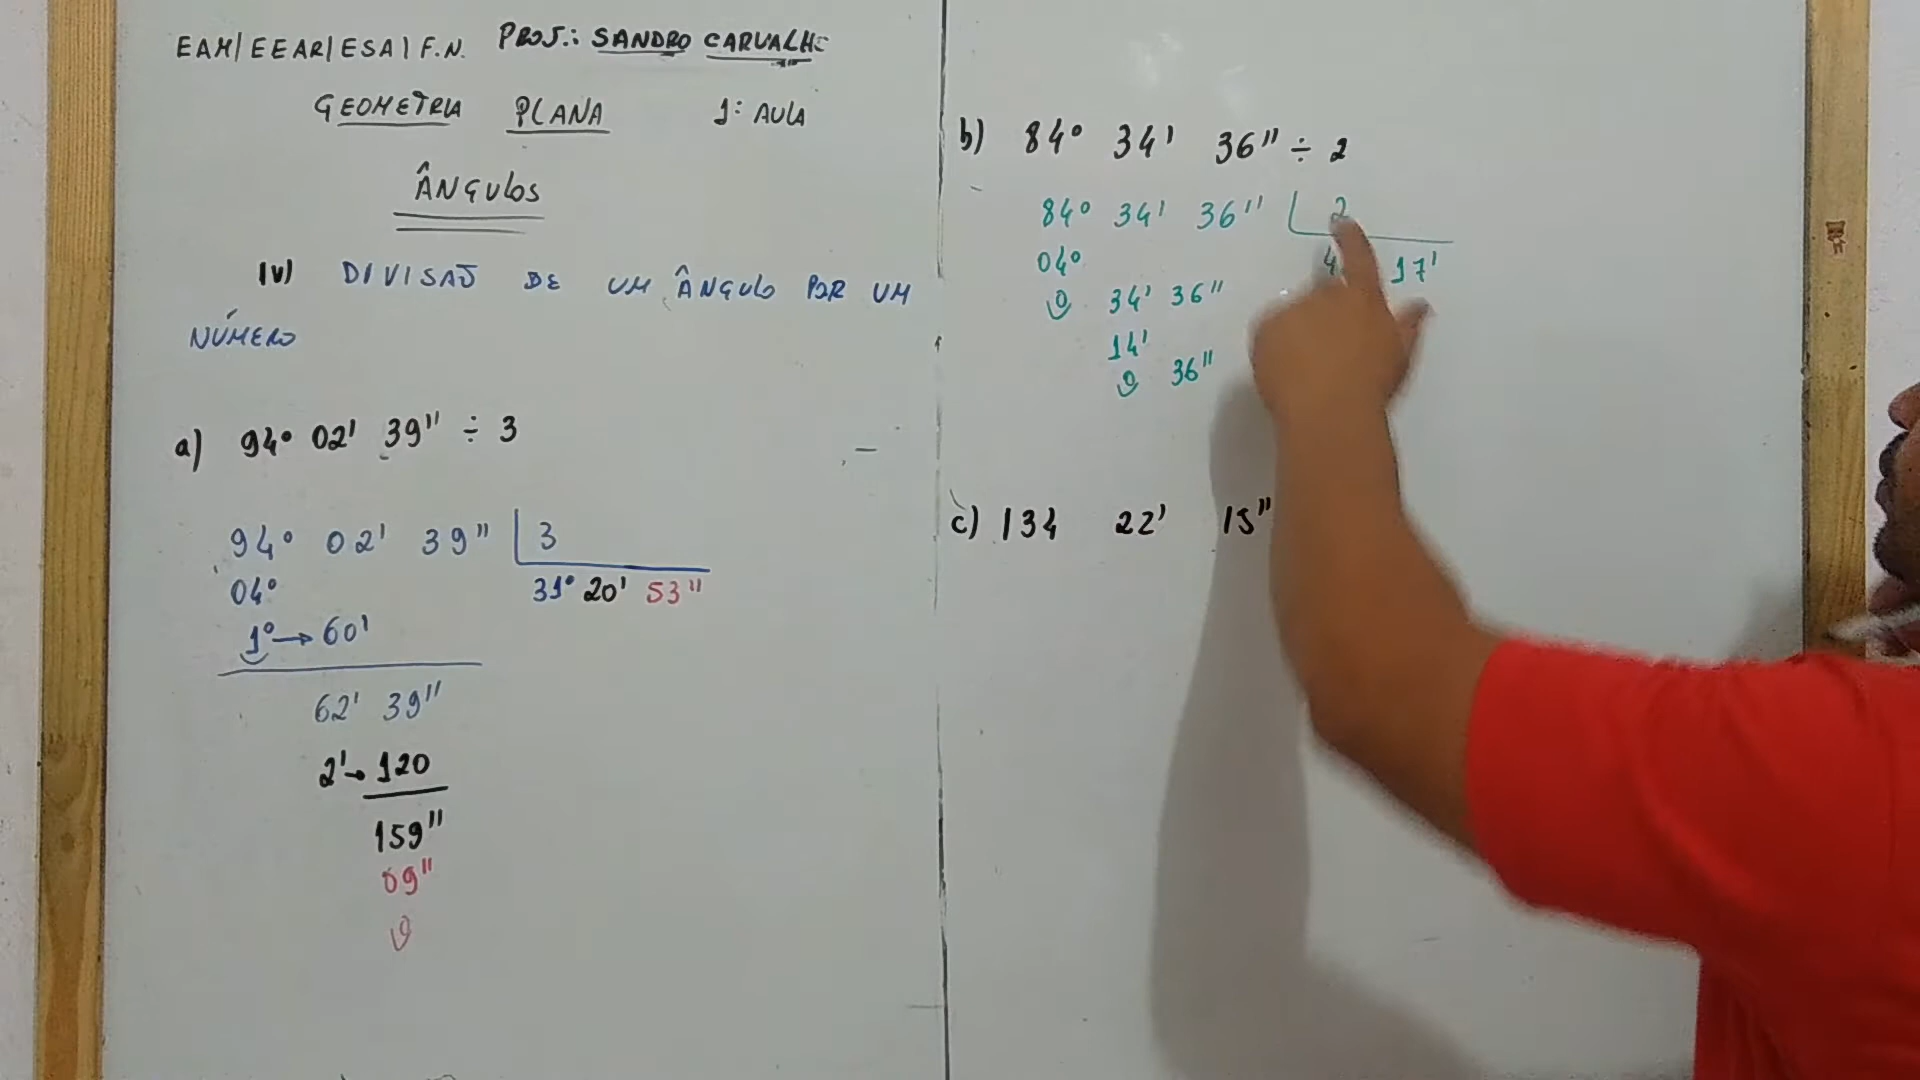 EAM/EEAR/ESA/F.N. PROF.: SANDRO CARVALHO
GEOMETRIA PLANA 1ª AULA
ÂNGULOS
IV) DIVISÃO DE UM ÂNGULO POR UM
NÚMERO
a) 94° 02' 39" ÷ 3
94° 02' 39" 3
04° 31° 20' 53"
1° → 60'
62' 39"
2' → 120
159"
09"
0
b) 84° 34' 36" ÷ 2
84° 34' 36" 2
04° 4 17'
0 34' 36"
14'
0 36"
c) 134 22' 15"